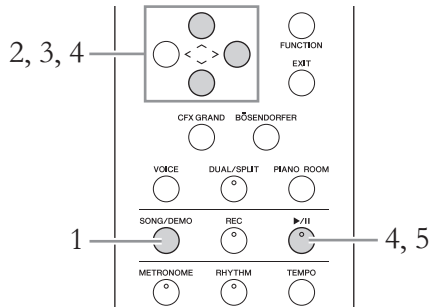 2, 3, 4
FUNCTION
EXIT
CFX GRAND BÖSENDORFER
VOICE DUAL/SPLIT PIANO ROOM
SONG/DEMO REC ▶/II
1
4, 5
METRONOME RHYTHM TEMPO